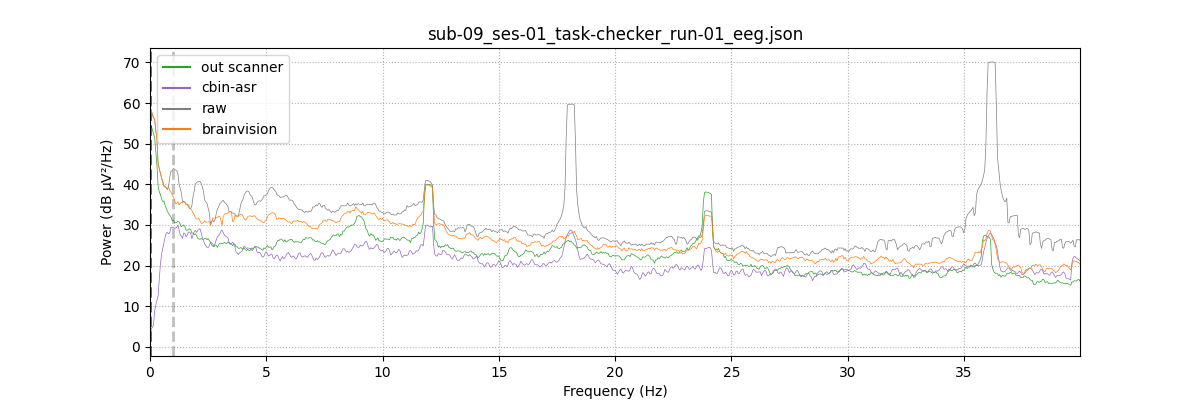 sub-09_ses-01_task-checker_run-01_eeg.json
Power (dB µV²/Hz)
70
60
50
40
30
20
10
0
out scanner
cbin-asr
raw
brainvision
0 5 10 15 20 25 30 35
Frequency (Hz)